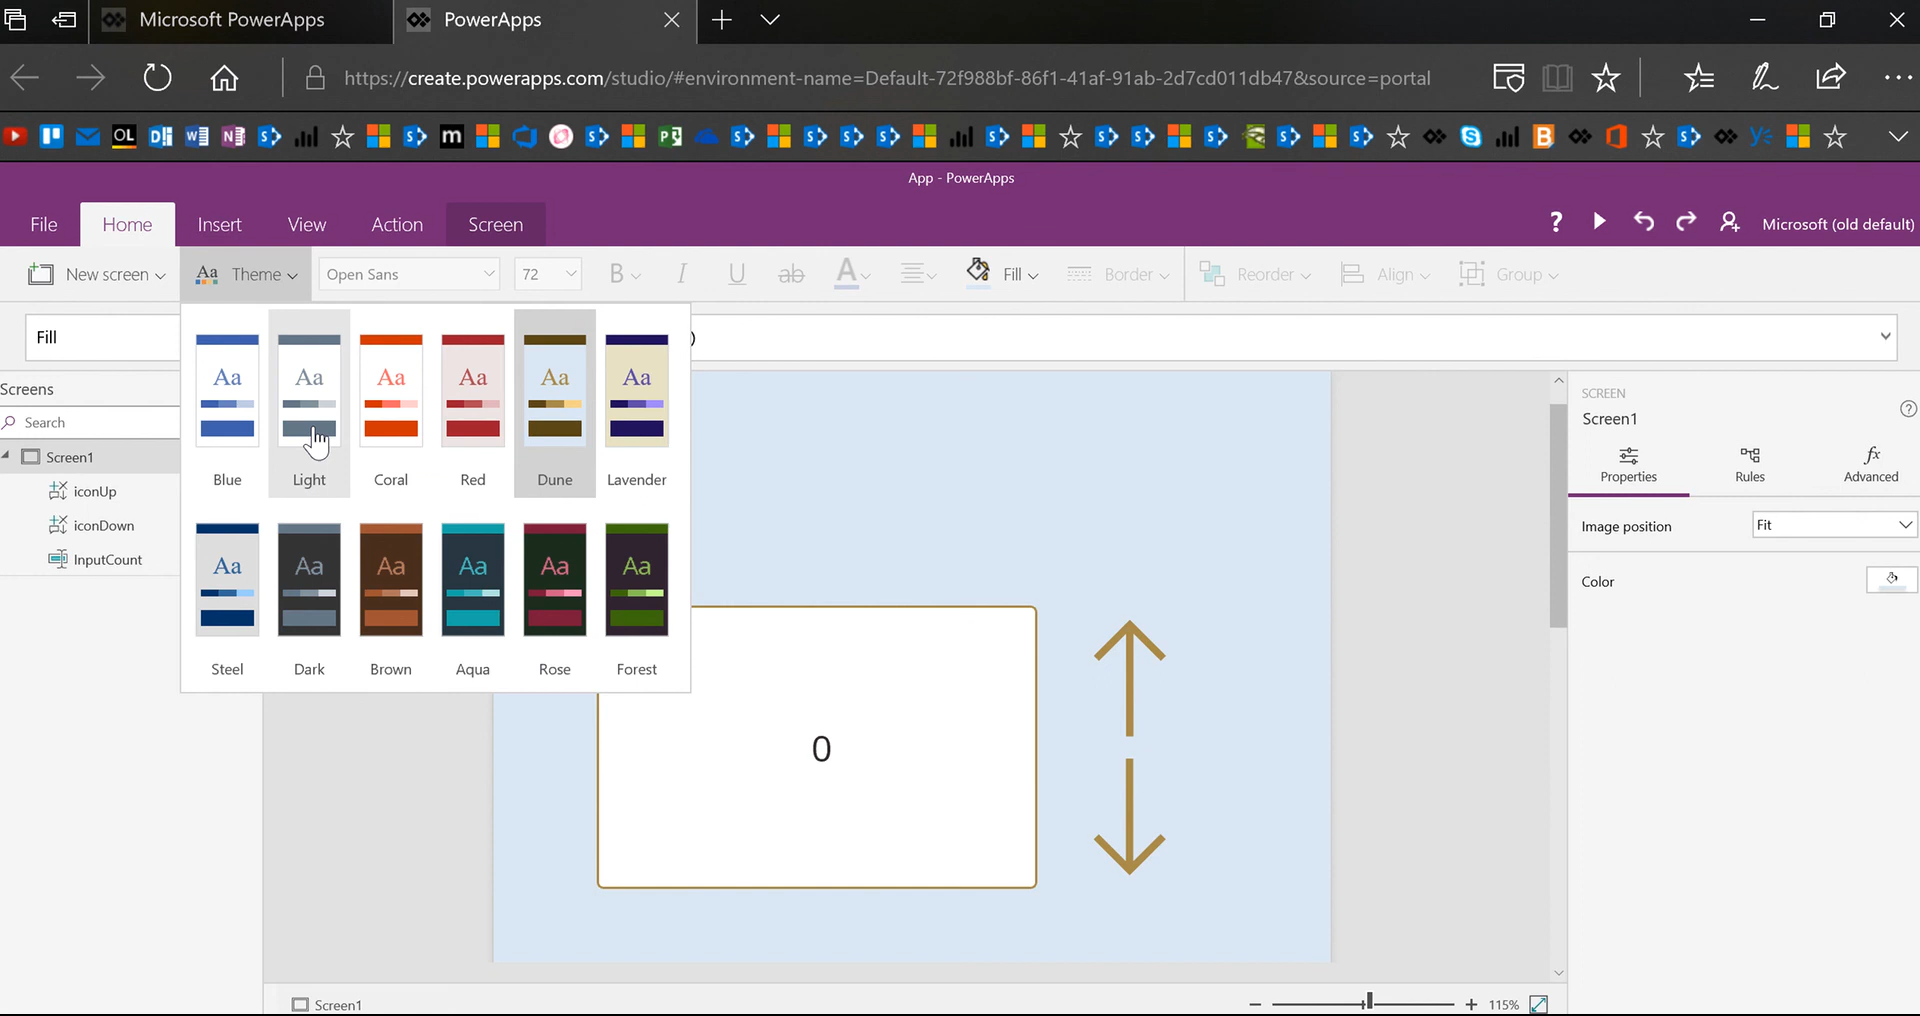 Microsoft PowerApps
PowerApps
https://create.powerapps.com/studio/#environment-name=Default-72f988bf-86f1-41af-91ab-2d7cd011db47&source=portal
App - PowerApps
File
Home
Insert
View
Action
Screen
?
Microsoft (old default)
New screen
Aa Theme
Open Sans
72
B
I
U
ab
A
Fill
Border
Reorder
Align
Group
Fill
)
Screens
Search
Screen1
iconUp
iconDown
InputCount
Aa Aa Aa Aa Aa Aa
Blue Light Coral Red Dune Lavender
Aa Aa Aa Aa Aa Aa
Steel Dark Brown Aqua Rose Forest
0
SCREEN
Screen1
Properties
Rules
fx
Advanced
Image position
Fit
Color
Screen1
115%